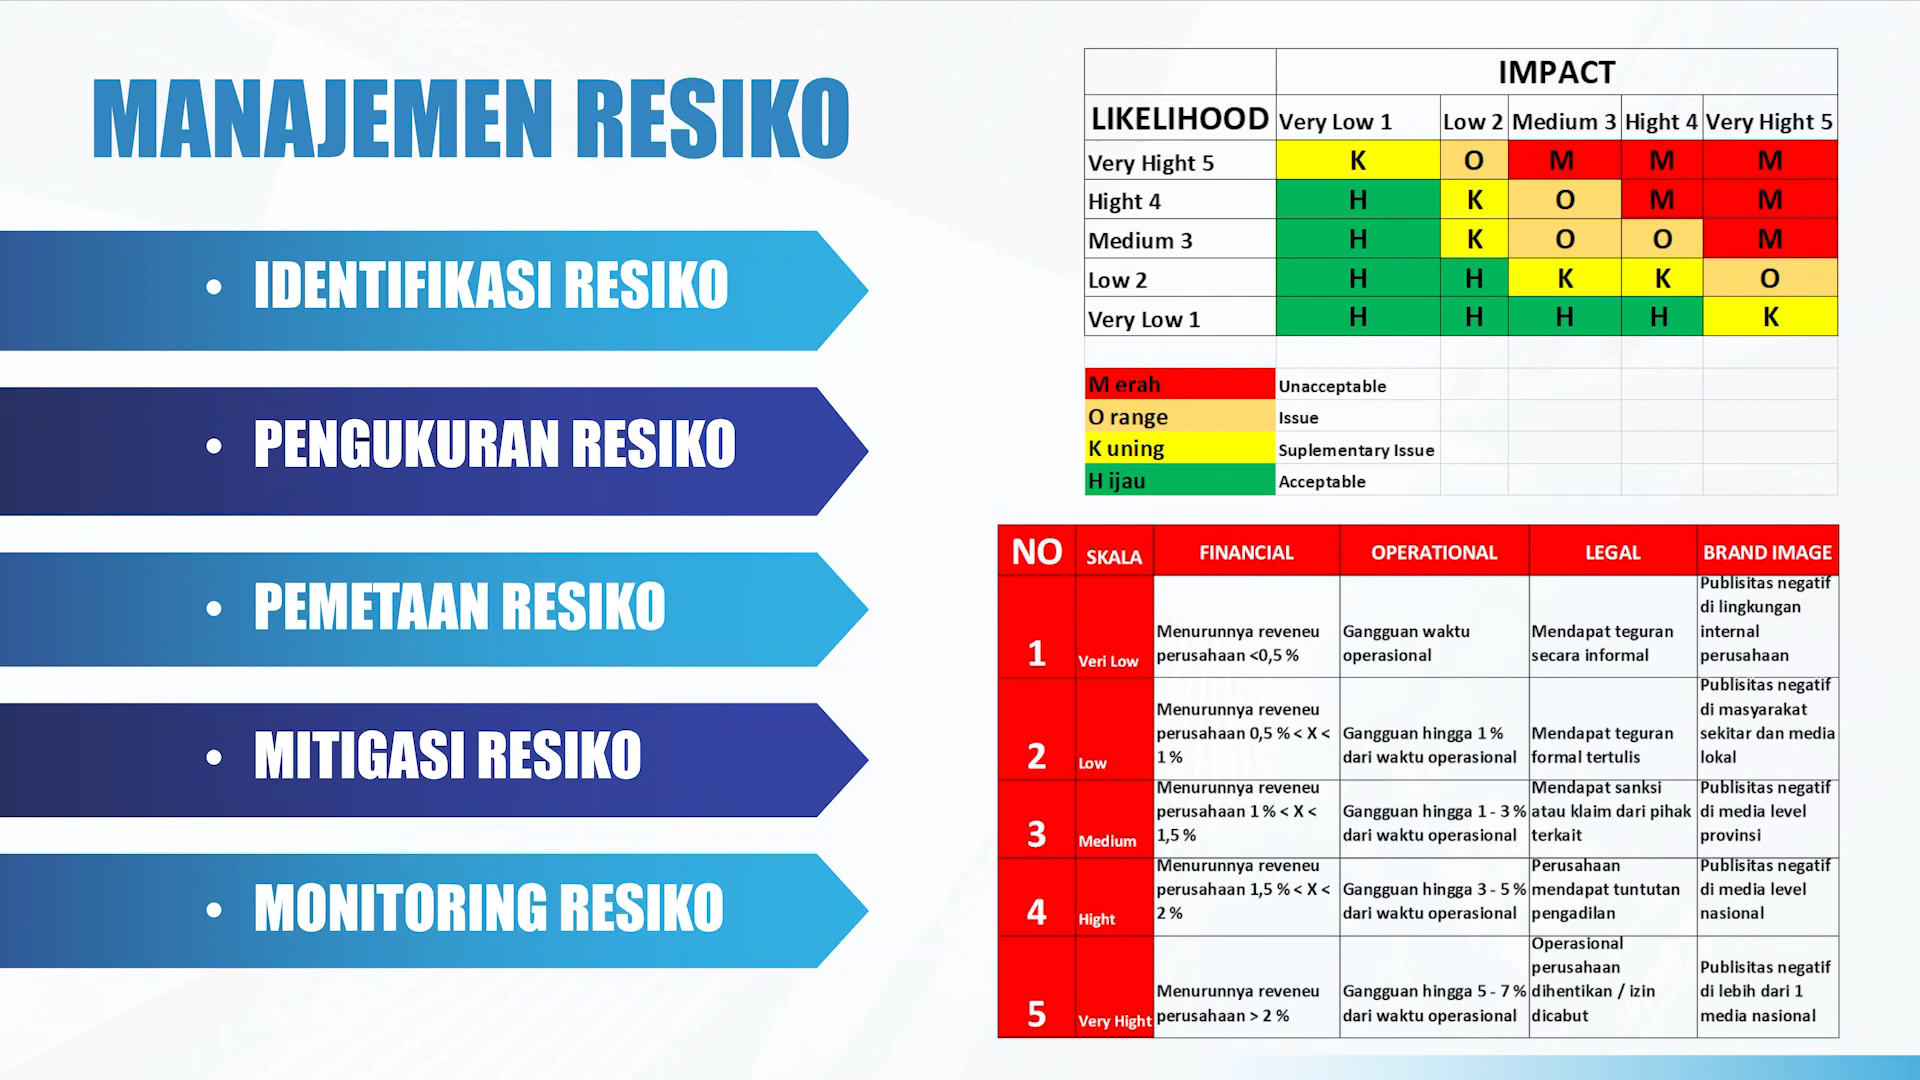 MANAJEMEN RESIKO
• IDENTIFIKASI RESIKO
• PENGUKURAN RESIKO
• PEMETAAN RESIKO
• MITIGASI RESIKO
• MONITORING RESIKO
IMPACT
LIKELIHOOD Very Low 1 Low 2 Medium 3 Hight 4 Very Hight 5
Very Hight 5 K O M M M
Hight 4 H K O M M
Medium 3 H K O O M
Low 2 H H K K O
Very Low 1 H H H H K
M erah Unacceptable
O range Issue
K uning Suplementary Issue
H ijau Acceptable
NO SKALA FINANCIAL OPERATIONAL LEGAL BRAND IMAGE
1 Veri Low
Menurunnya reveneu
perusahaan <0,5 %
Gangguan waktu
operasional
Mendapat teguran
secara informal
Publisitas negatif
di lingkungan
internal
perusahaan
2 Low
Menurunnya reveneu
perusahaan 0,5 % < X <
1 %
Gangguan hingga 1 %
dari waktu operasional
Mendapat teguran
formal tertulis
Publisitas negatif
di masyarakat
sekitar dan media
lokal
3 Medium
Menurunnya reveneu
perusahaan 1 % < X <
1,5 %
Gangguan hingga 1 - 3 %
dari waktu operasional
Mendapat sanksi
atau klaim dari pihak
terkait
Publisitas negatif
di media level
provinsi
4 Hight
Menurunnya reveneu
perusahaan 1,5 % < X <
2 %
Gangguan hingga 3 - 5 %
dari waktu operasional
Perusahaan
mendapat tuntutan
pengadilan
Publisitas negatif
di media level
nasional
5 Very Hight
Menurunnya reveneu
perusahaan > 2 %
Gangguan hingga 5 - 7 %
dari waktu operasional
Operasional
perusahaan
dihentikan / izin
dicabut
Publisitas negatif
di lebih dari 1
media nasional